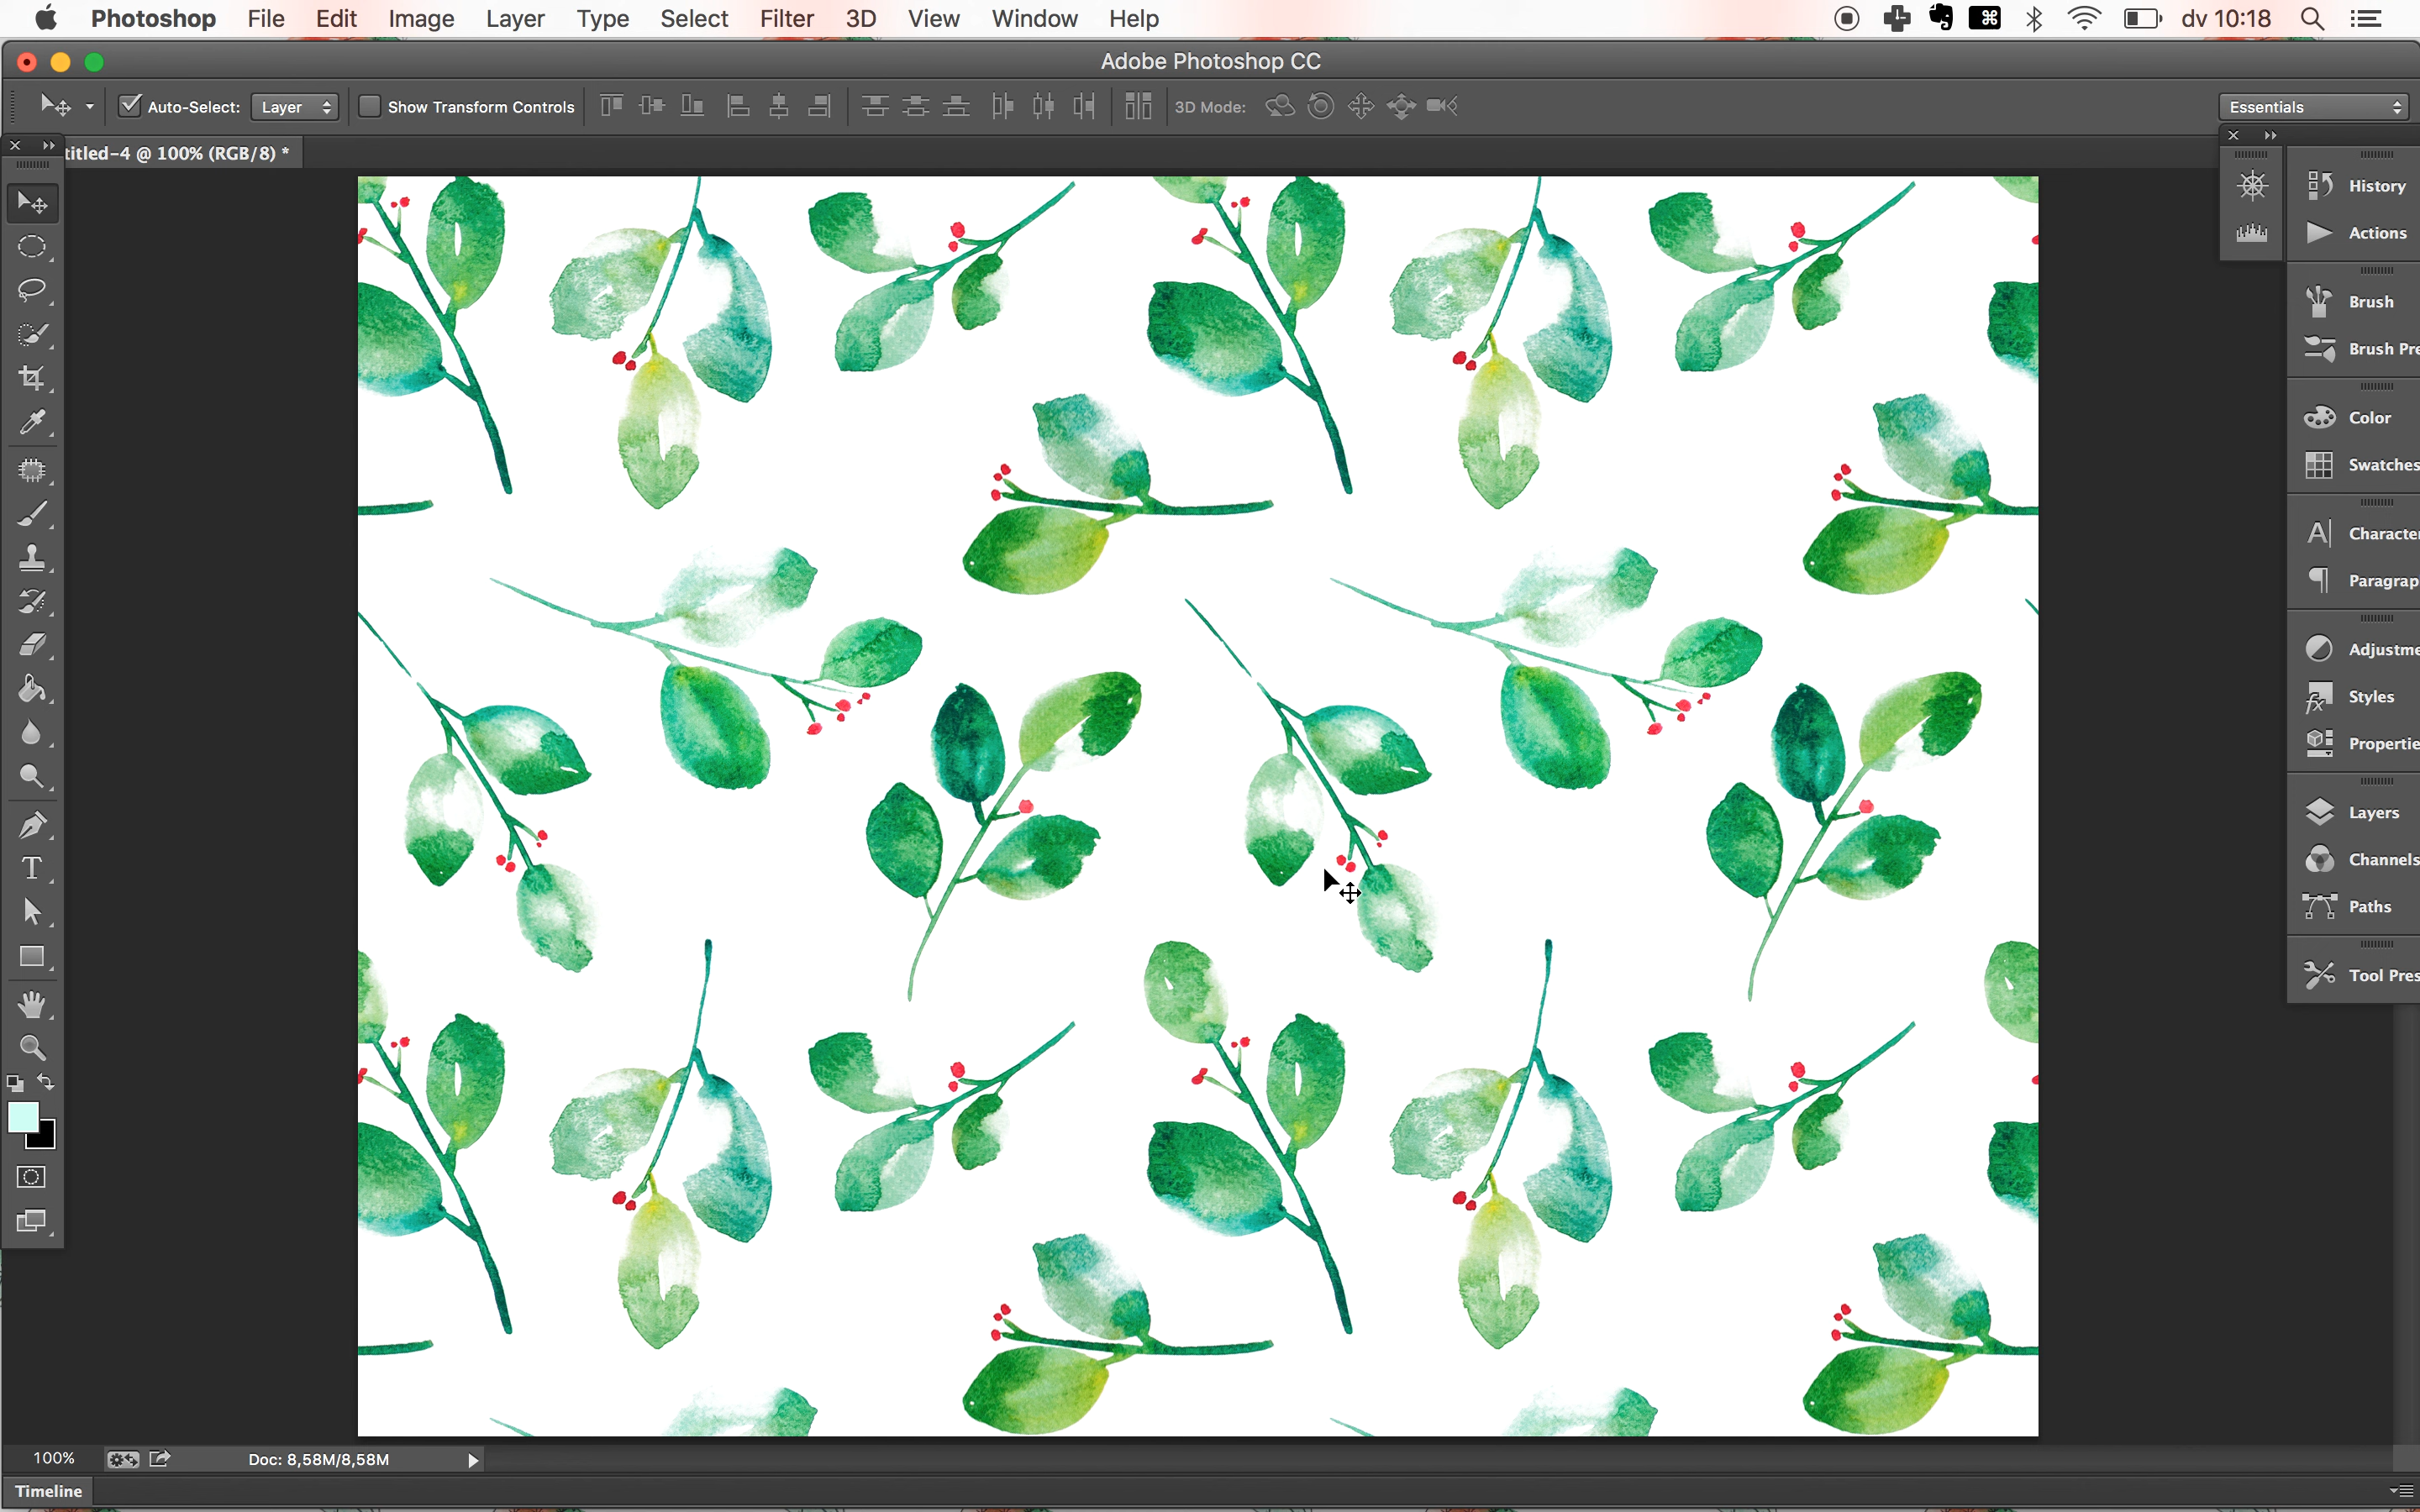 Photoshop File Edit Image Layer Type Select Filter 3D View Window Help dv 10:18
Adobe Photoshop CC
Auto-Select: Layer Show Transform Controls 3D Mode: Essentials
titled-4 @ 100% (RGB/8) *
History
Actions
Brush
Brush Pre
Color
Swatches
Character
Paragrap
Adjustme
Styles
Propertie
Layers
Channels
Paths
Tool Pres
100% Doc: 8,58M/8,58M
Timeline